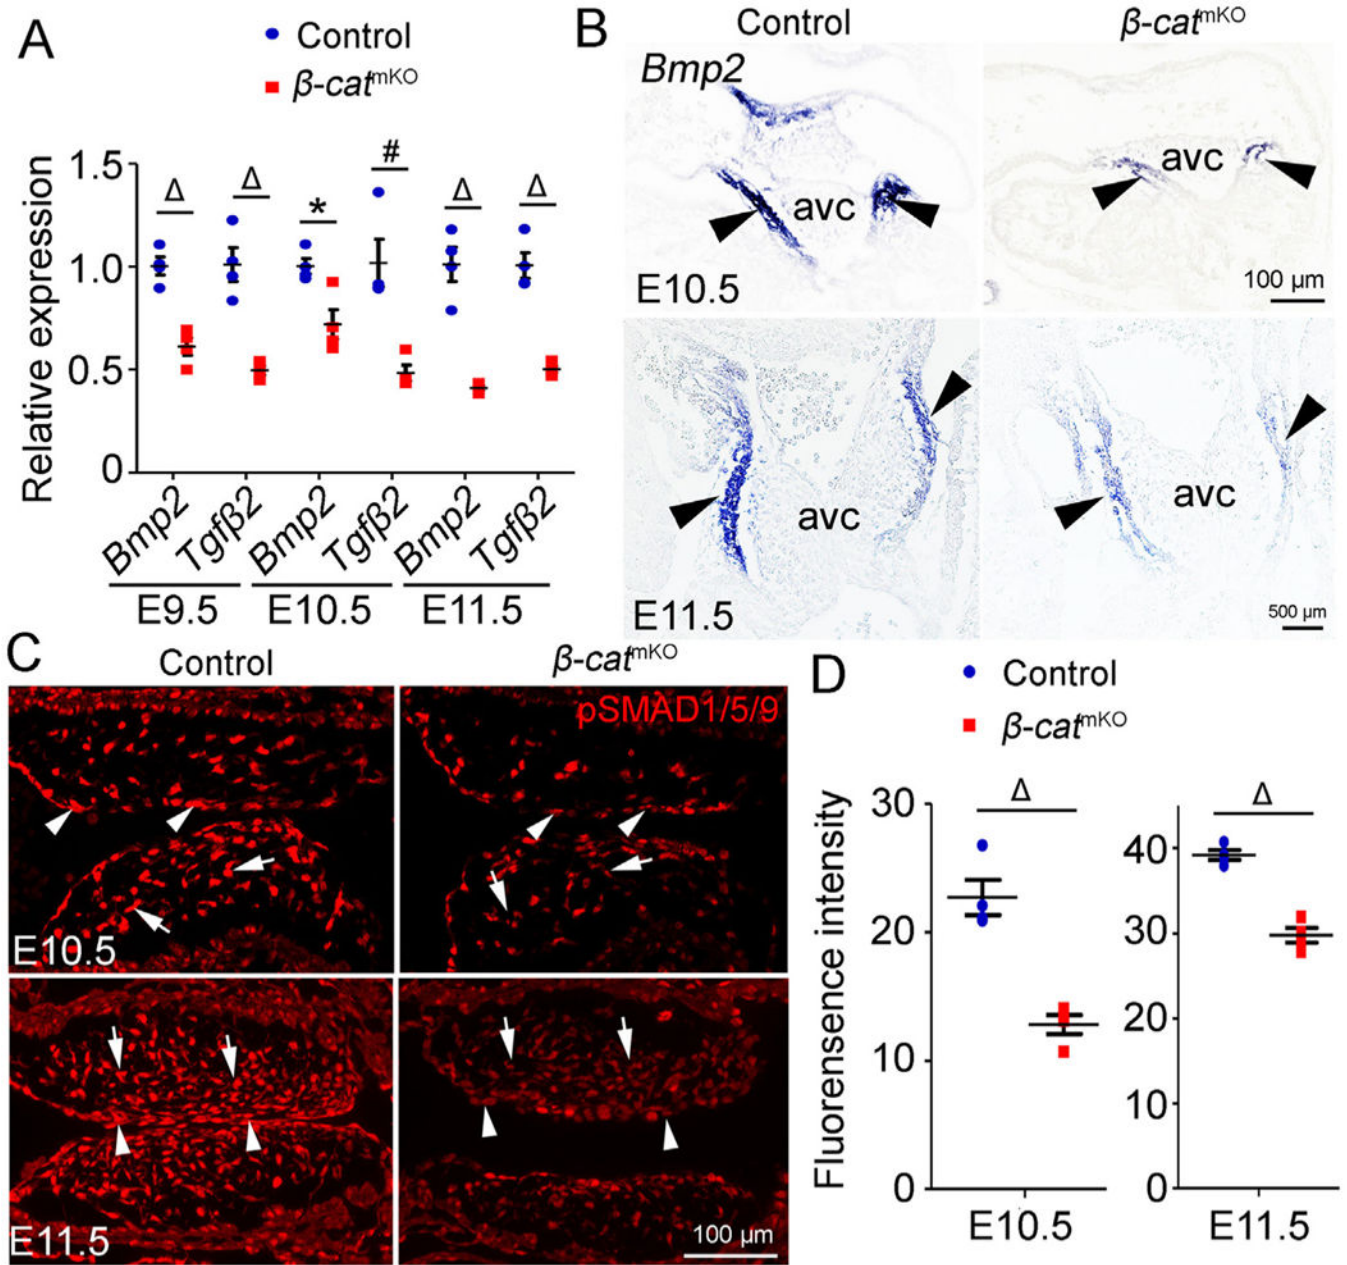 A
Control
β-catmKO
Relative expression
1.5
1.0
0.5
0
Δ
Δ
*
#
Δ
Δ
Bmp2
Tgfβ2
Bmp2
Tgfβ2
Bmp2
Tgfβ2
E9.5
E10.5
E11.5
B
Control
β-catmKO
Bmp2
avc
E10.5
avc
100 µm
avc
E11.5
avc
500 µm
C
Control
β-catmKO
pSMAD1/5/9
E10.5
E11.5
100 µm
D
Control
β-catmKO
Fluorensence intensity
30
20
10
0
Δ
E10.5
40
30
20
10
0
Δ
E11.5